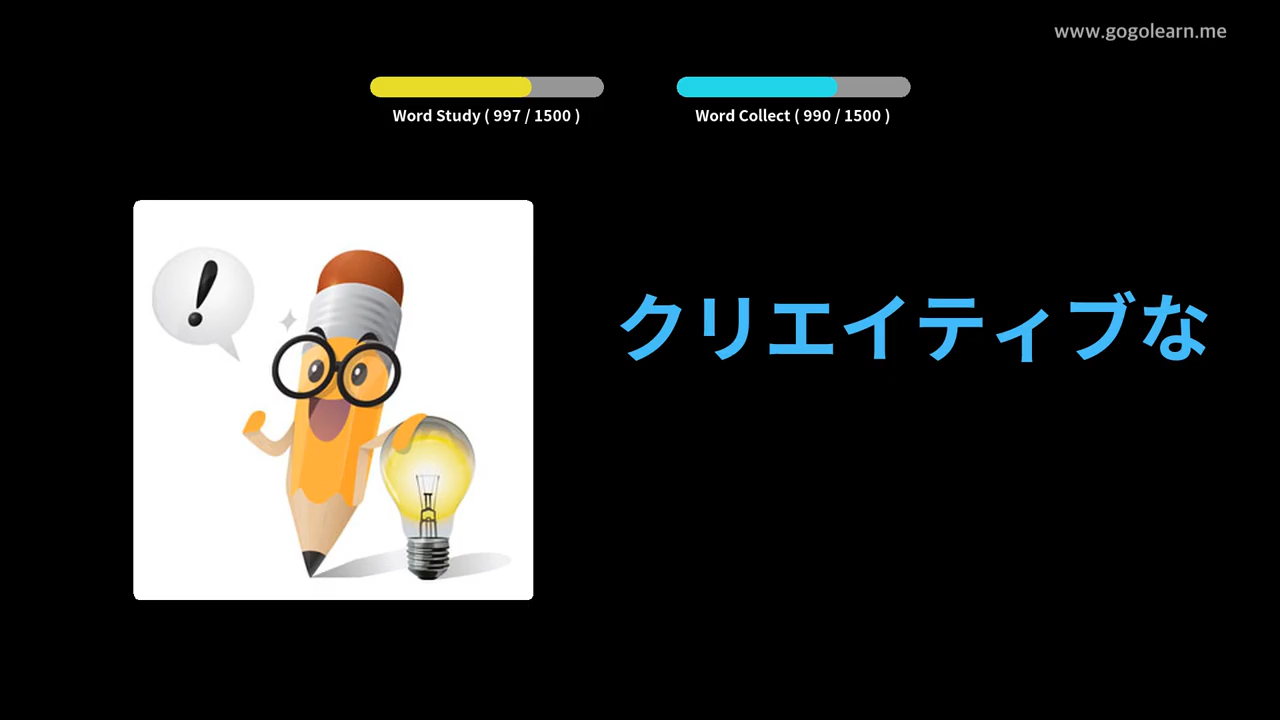 www.gogolearn.me
Word Study ( 997 / 1500 )
Word Collect ( 990 / 1500 )
!
クリエイティブな